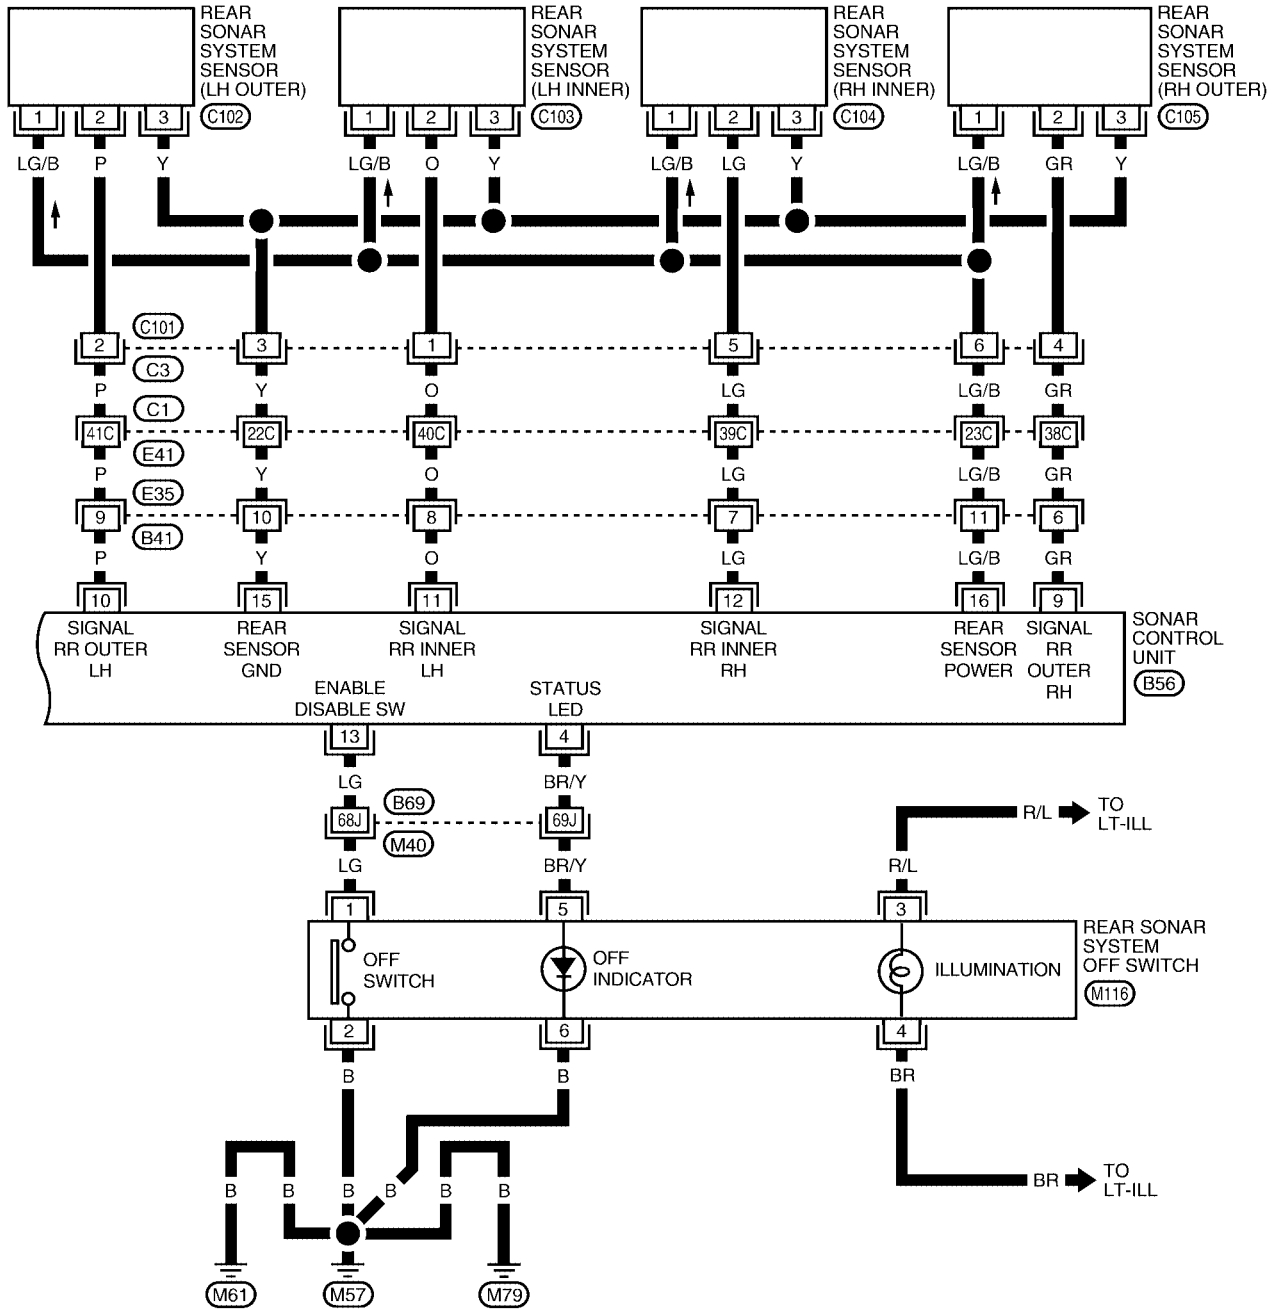 REAR
SONAR
SYSTEM
SENSOR
(LH OUTER)
C102
REAR
SONAR
SYSTEM
SENSOR
(LH INNER)
C103
REAR
SONAR
SYSTEM
SENSOR
(RH INNER)
C104
REAR
SONAR
SYSTEM
SENSOR
(RH OUTER)
C105
1 2 3 1 2 3 1 2 3 1 2 3
LG/B P Y LG/B O Y LG/B LG Y LG/B GR Y
C101
2 3 1 5 6 4
C3
P Y O LG LG/B GR
C1
41C 22C 40C 39C 23C 38C
E41
P Y O LG LG/B GR
E35
9 10 8 7 11 6
B41
P Y O LG LG/B GR
10 15 11 12 16 9
SIGNAL
RR OUTER
LH
REAR
SENSOR
GND
SIGNAL
RR INNER
LH
SIGNAL
RR INNER
RH
REAR
SENSOR
POWER
SIGNAL
RR
OUTER
RH
SONAR
CONTROL
UNIT
B56
ENABLE
DISABLE SW
STATUS
LED
13 4
LG BR/Y
B69
68J 69J
M40
LG BR/Y
R/L TO
LT-ILL
R/L
1 5 3
OFF
SWITCH
OFF
INDICATOR
ILLUMINATION
REAR SONAR
SYSTEM
OFF SWITCH
M116
2 6 4
B B BR
BR TO
LT-ILL
B B B B B B
M61 M57 M79